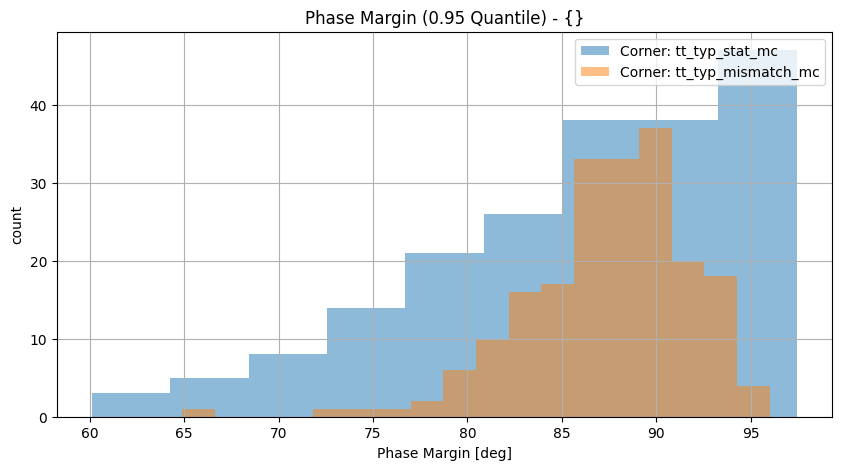 Phase Margin (0.95 Quantile) - {}
Corner: tt_typ_stat_mc
Corner: tt_typ_mismatch_mc
count
40
30
20
10
0
60 65 70 75 80 85 90 95
Phase Margin [deg]